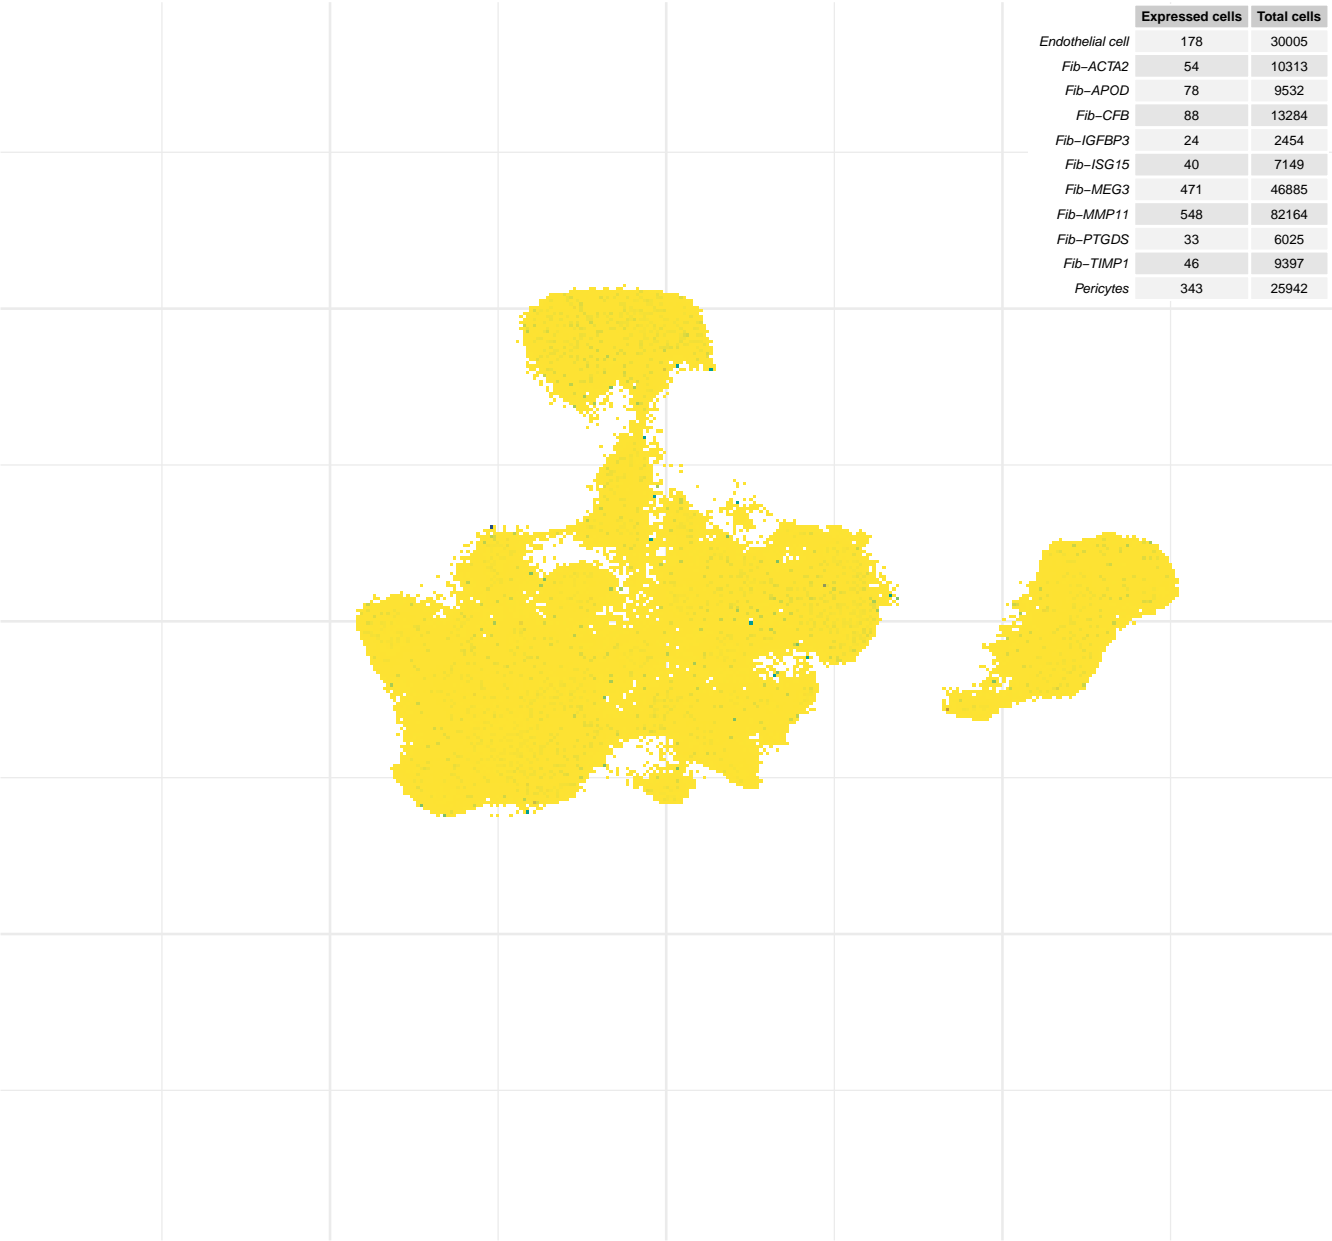 Expressed cells Total cells
Endothelial cell 178 30005
Fib−ACTA2 54 10313
Fib−APOD 78 9532
Fib−CFB 88 13284
Fib−IGFBP3 24 2454
Fib−ISG15 40 7149
Fib−MEG3 471 46885
Fib−MMP11 548 82164
Fib−PTGDS 33 6025
Fib−TIMP1 46 9397
Pericytes 343 25942